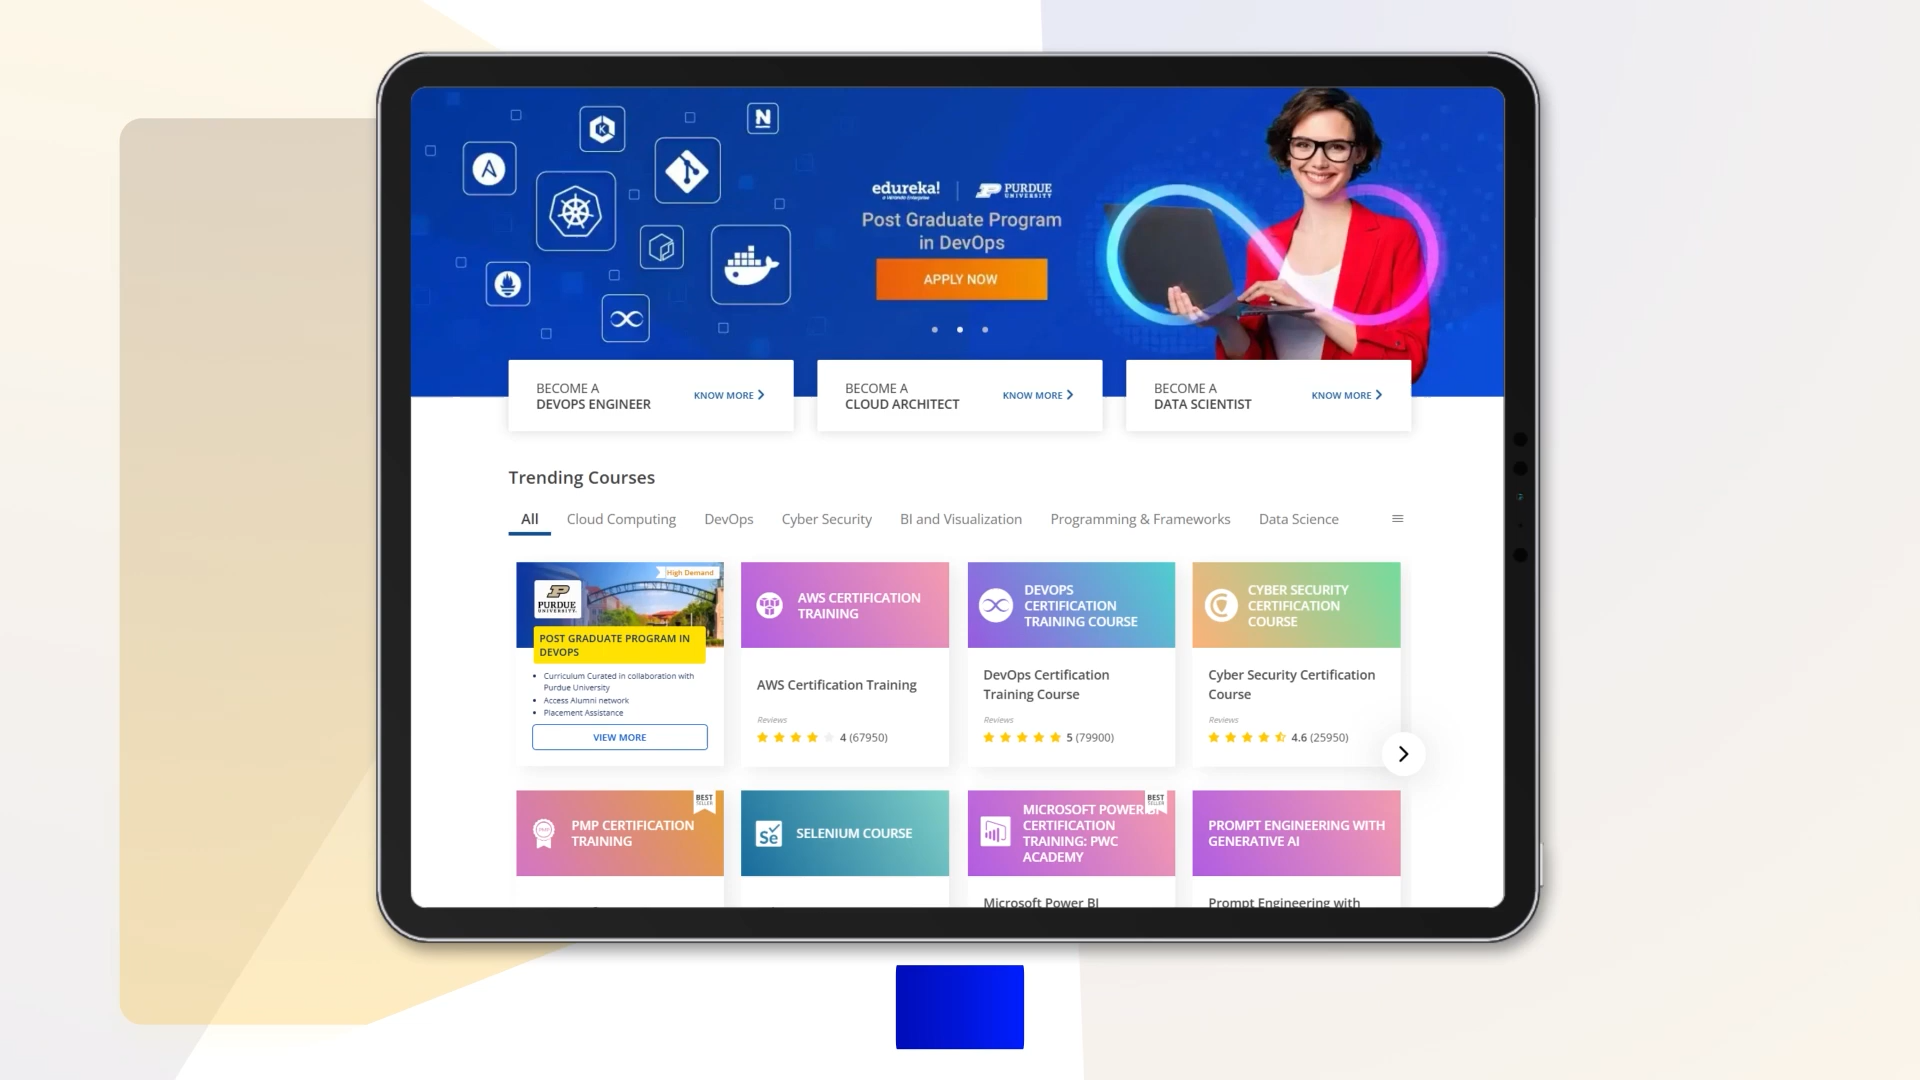 edureka!
a Veranda Enterprise
PURDUE
UNIVERSITY
Post Graduate Program
in DevOps
APPLY NOW
BECOME A
DEVOPS ENGINEER
KNOW MORE
BECOME A
CLOUD ARCHITECT
KNOW MORE
BECOME A
DATA SCIENTIST
KNOW MORE
Trending Courses
All
Cloud Computing
DevOps
Cyber Security
BI and Visualization
Programming & Frameworks
Data Science
High Demand
PURDUE
UNIVERSITY
POST GRADUATE PROGRAM IN
DEVOPS
Curriculum Curated in collaboration with
Purdue University
Access Alumni network
Placement Assistance
VIEW MORE
AWS CERTIFICATION
TRAINING
AWS Certification Training
Reviews
4 (67950)
DEVOPS
CERTIFICATION
TRAINING COURSE
DevOps Certification
Training Course
Reviews
5 (79900)
CYBER SECURITY
CERTIFICATION
COURSE
Cyber Security Certification
Course
Reviews
4.6 (25950)
BEST
SELLER
PMP CERTIFICATION
TRAINING
Se
SELENIUM COURSE
BEST
SELLER
MICROSOFT POWER BI
CERTIFICATION
TRAINING: PWC
ACADEMY
Microsoft Power BI
PROMPT ENGINEERING WITH
GENERATIVE AI
Prompt Engineering with